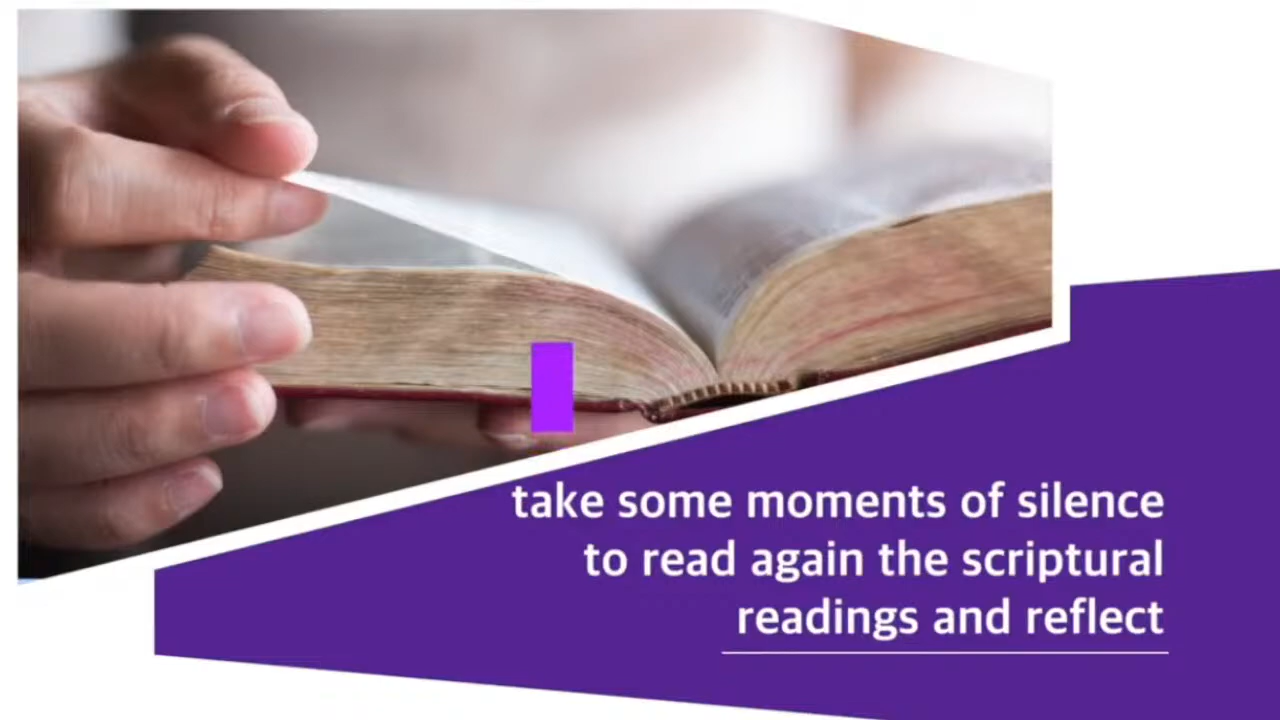 take some moments of silence
to read again the scriptural
readings and reflect